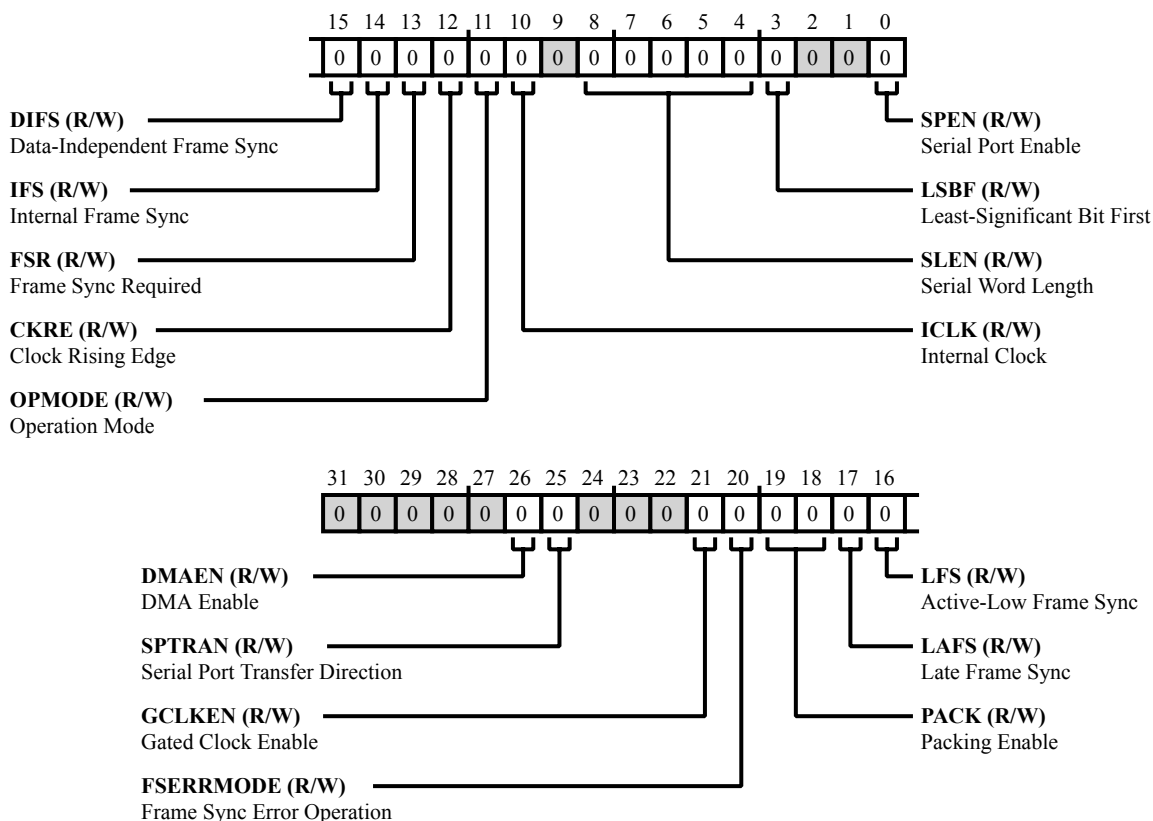 15 14 13 12 11 10 9 8 7 6 5 4 3 2 1 0
0 0 0 0 0 0 0 0 0 0 0 0 0 0 0 0
DIFS (R/W)
Data-Independent Frame Sync
IFS (R/W)
Internal Frame Sync
FSR (R/W)
Frame Sync Required
CKRE (R/W)
Clock Rising Edge
OPMODE (R/W)
Operation Mode
SPEN (R/W)
Serial Port Enable
LSBF (R/W)
Least-Significant Bit First
SLEN (R/W)
Serial Word Length
ICLK (R/W)
Internal Clock
31 30 29 28 27 26 25 24 23 22 21 20 19 18 17 16
0 0 0 0 0 0 0 0 0 0 0 0 0 0 0 0
DMAEN (R/W)
DMA Enable
SPTRAN (R/W)
Serial Port Transfer Direction
GCLKEN (R/W)
Gated Clock Enable
FSERRMODE (R/W)
Frame Sync Error Operation
LFS (R/W)
Active-Low Frame Sync
LAFS (R/W)
Late Frame Sync
PACK (R/W)
Packing Enable